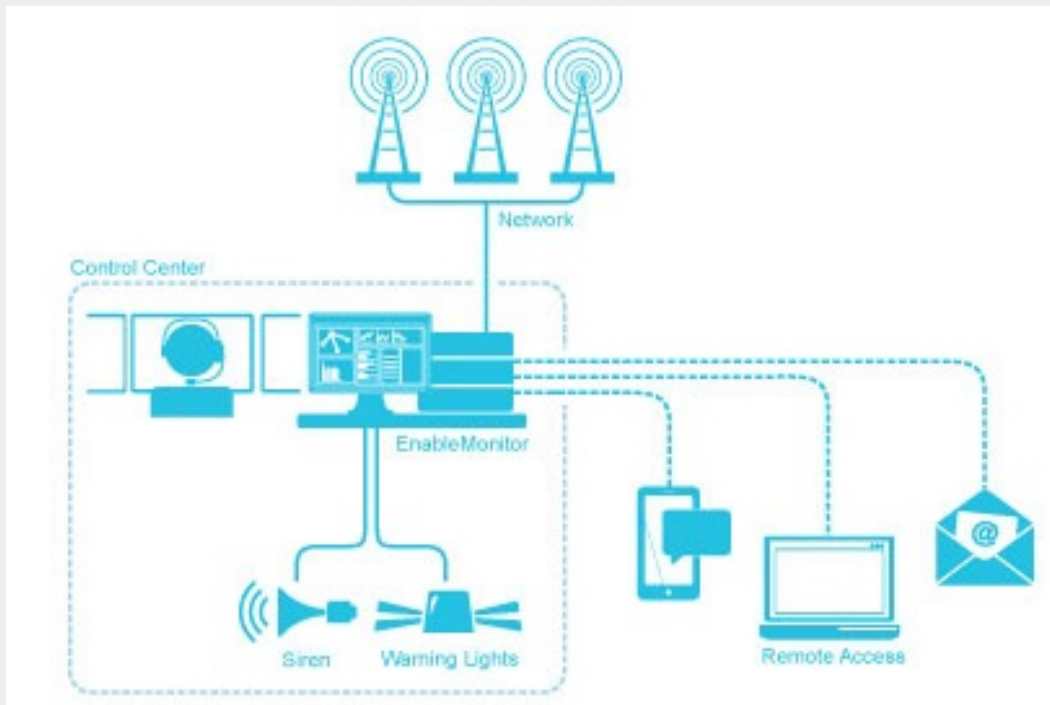 Network
Control Center
EnableMonitor
Siren
Warning Lights
@
Remote Access